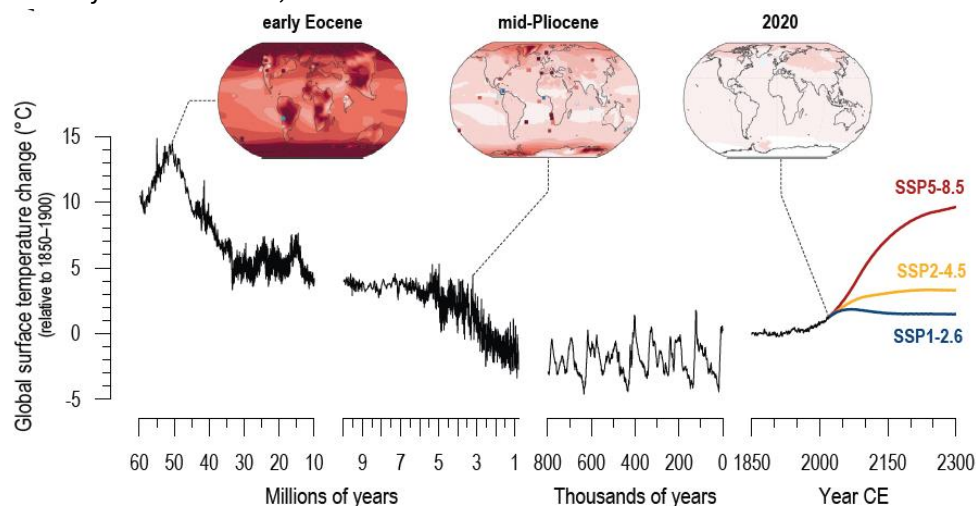 early Eocene
mid-Pliocene
2020
Global surface temperature change (°C)
(relative to 1850–1900)
15
10
5
0
-5
SSP5-8.5
SSP2-4.5
SSP1-2.6
60 50 40 30 20 10
9 7 5 3 1
800 600 400 200 0
1850 2000 2150 2300
Millions of years
Thousands of years
Year CE